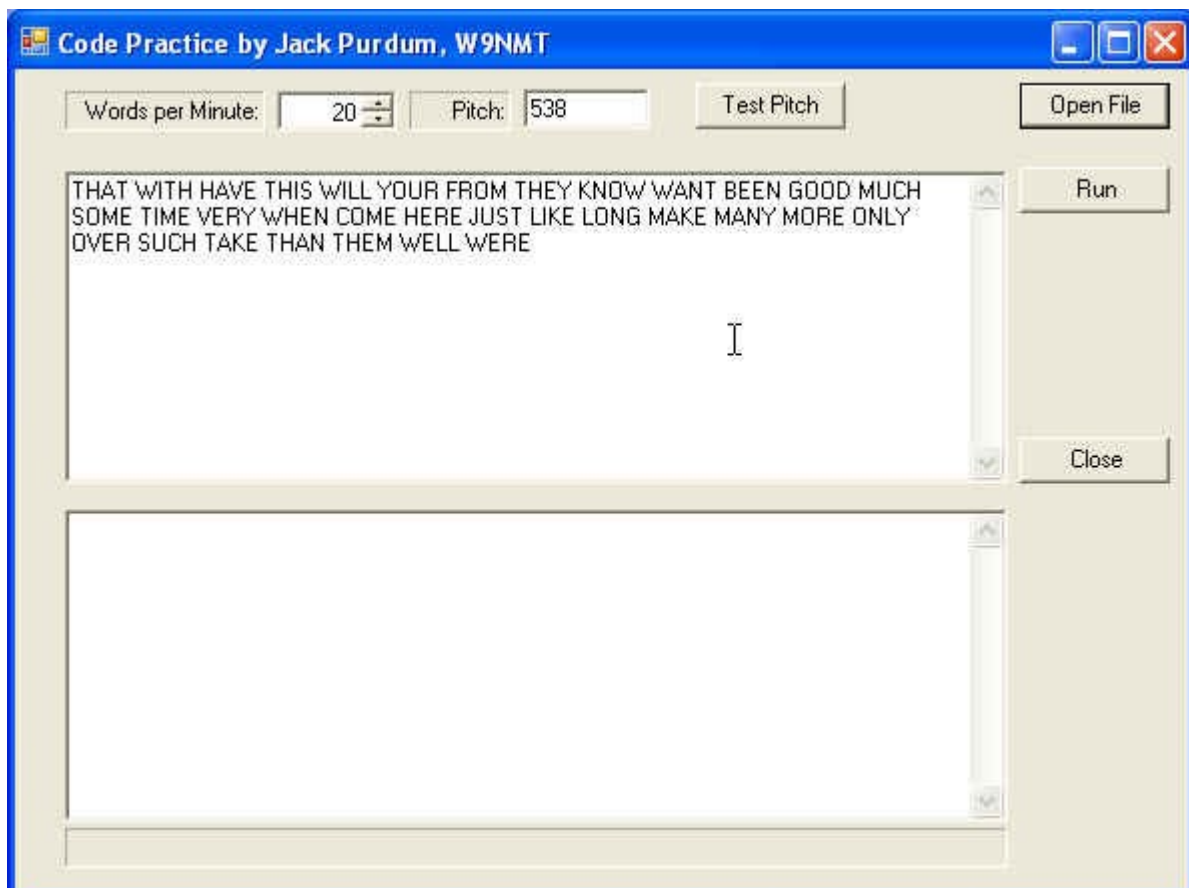 Code Practice by Jack Purdum, W9NMT
Words per Minute: 20 Pitch: 538 Test Pitch Open File
THAT WITH HAVE THIS WILL YOUR FROM THEY KNOW WANT BEEN GOOD MUCH
SOME TIME VERY WHEN COME HERE JUST LIKE LONG MAKE MANY MORE ONLY
OVER SUCH TAKE THAN THEM WELL WERE
Run
Close